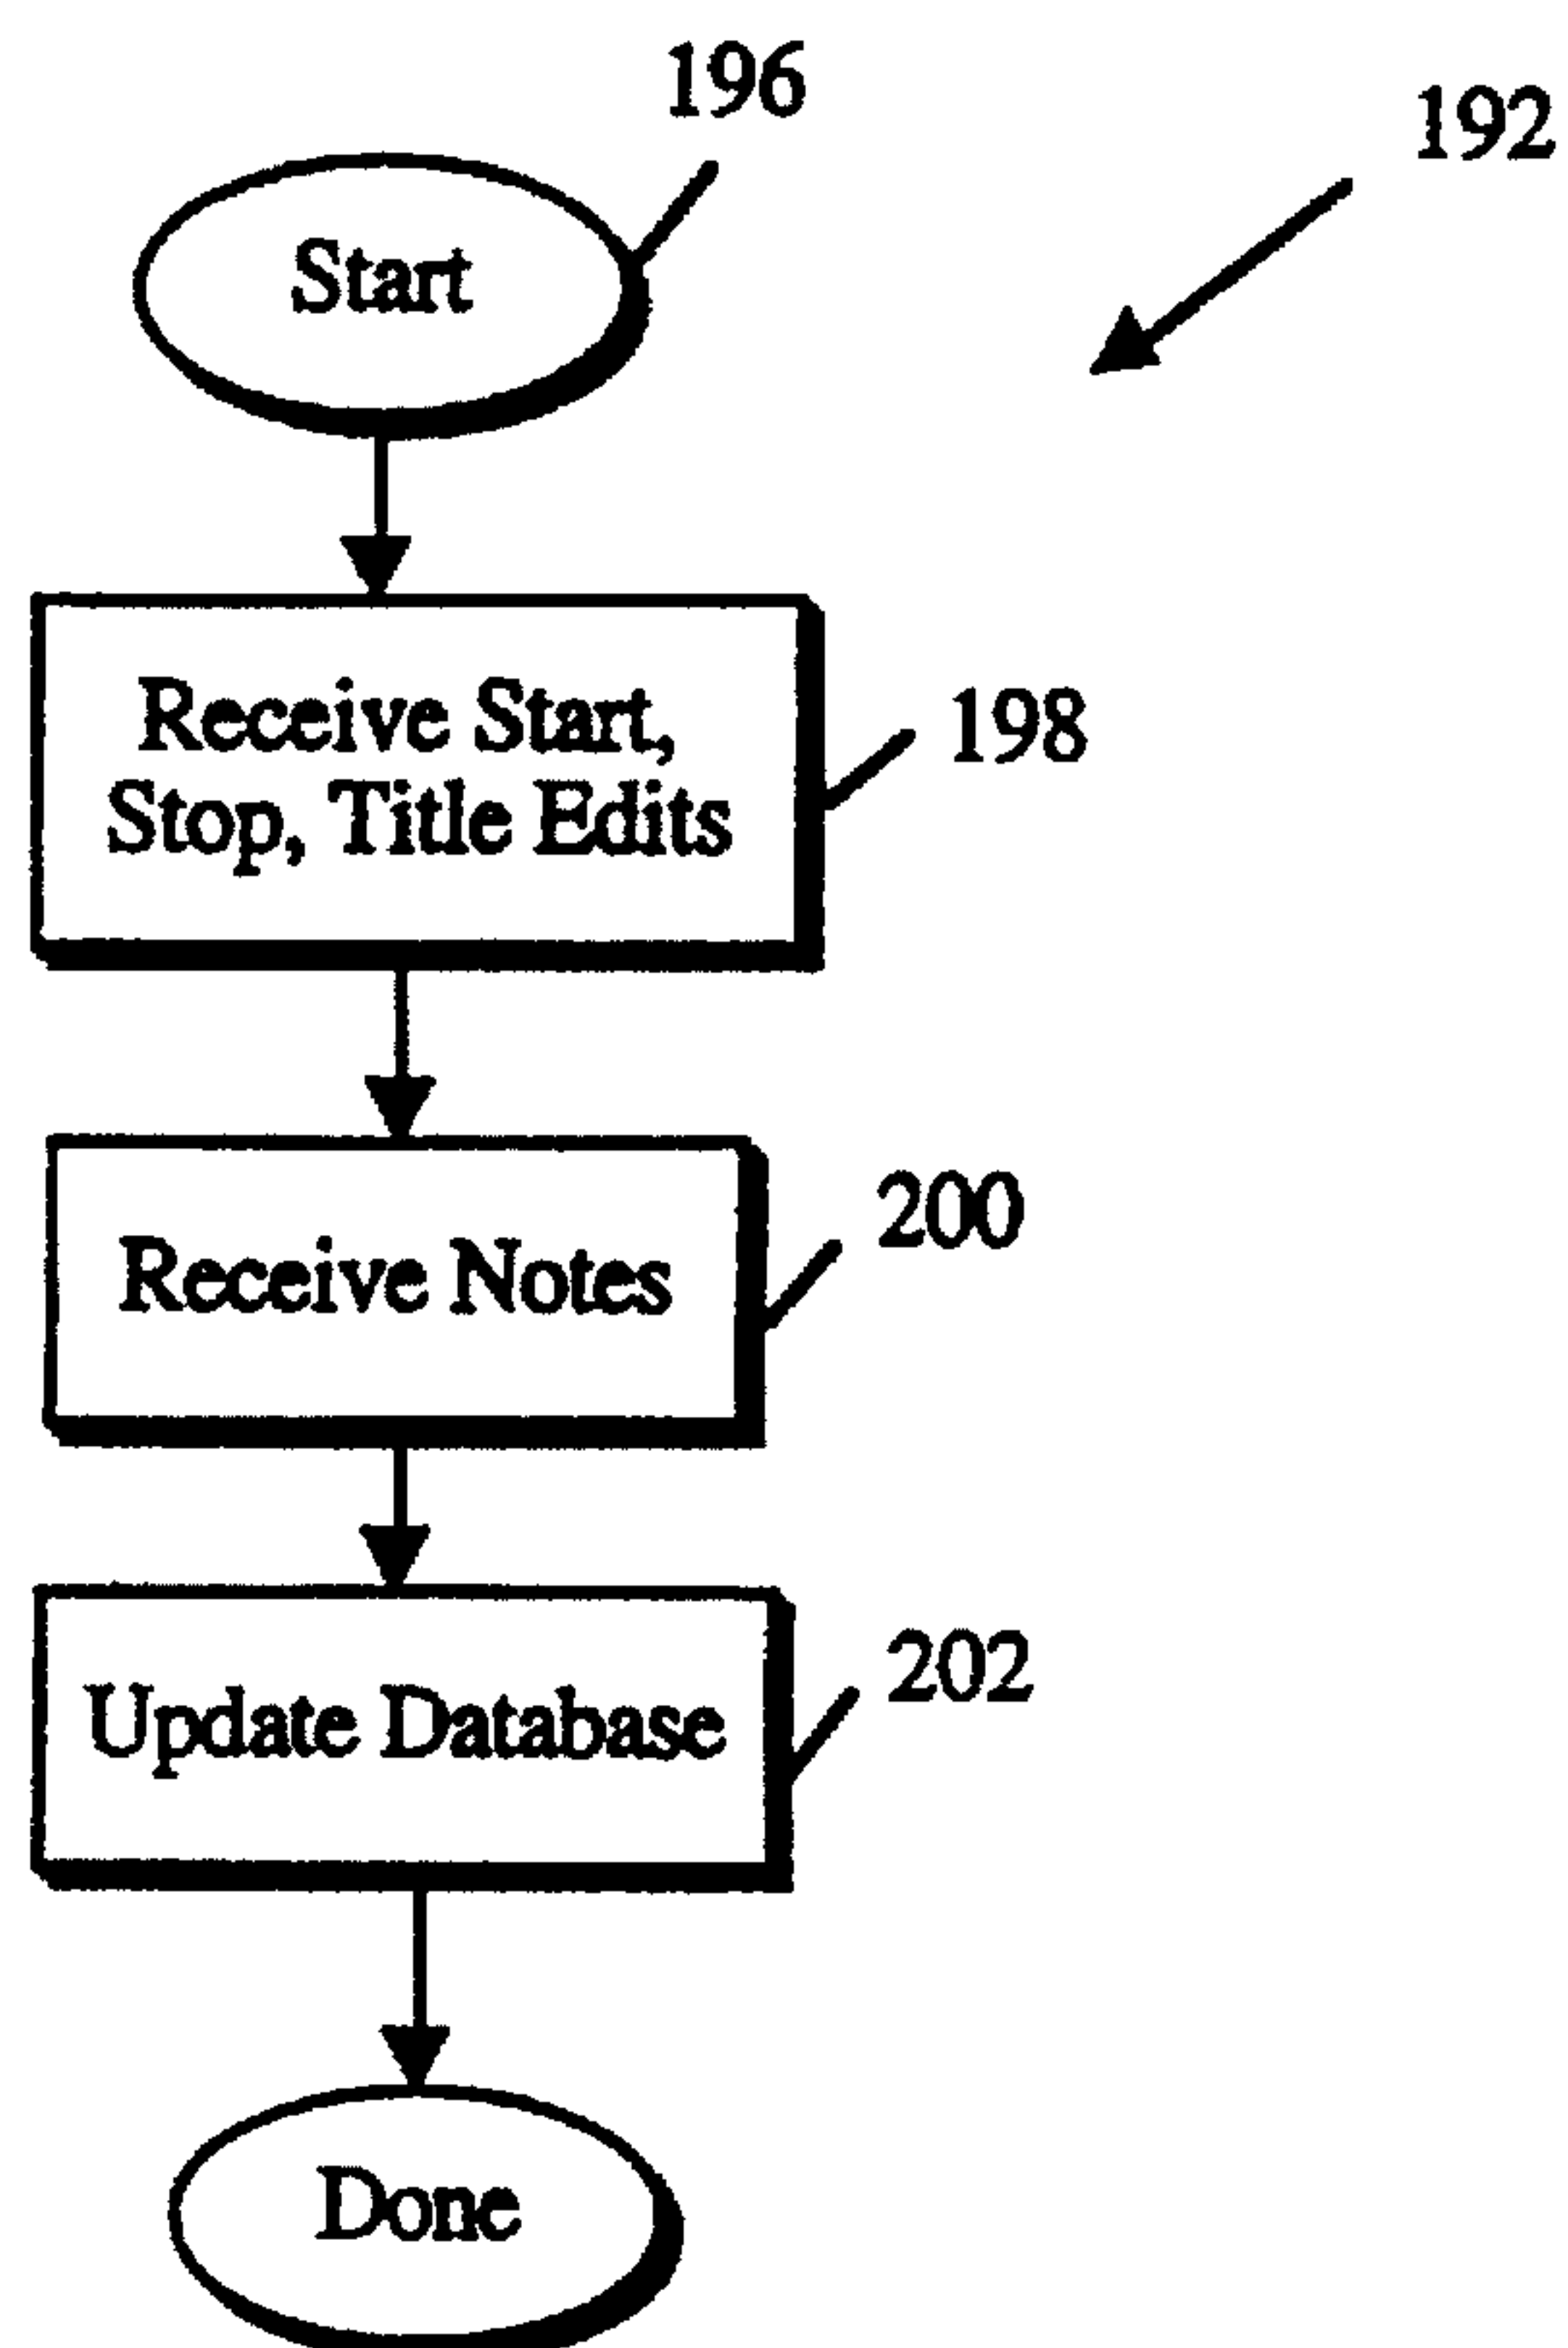 196
192
Start
Receive Start,
Stop, Title Edits
198
200
Receive Notes
202
Update Database
Done